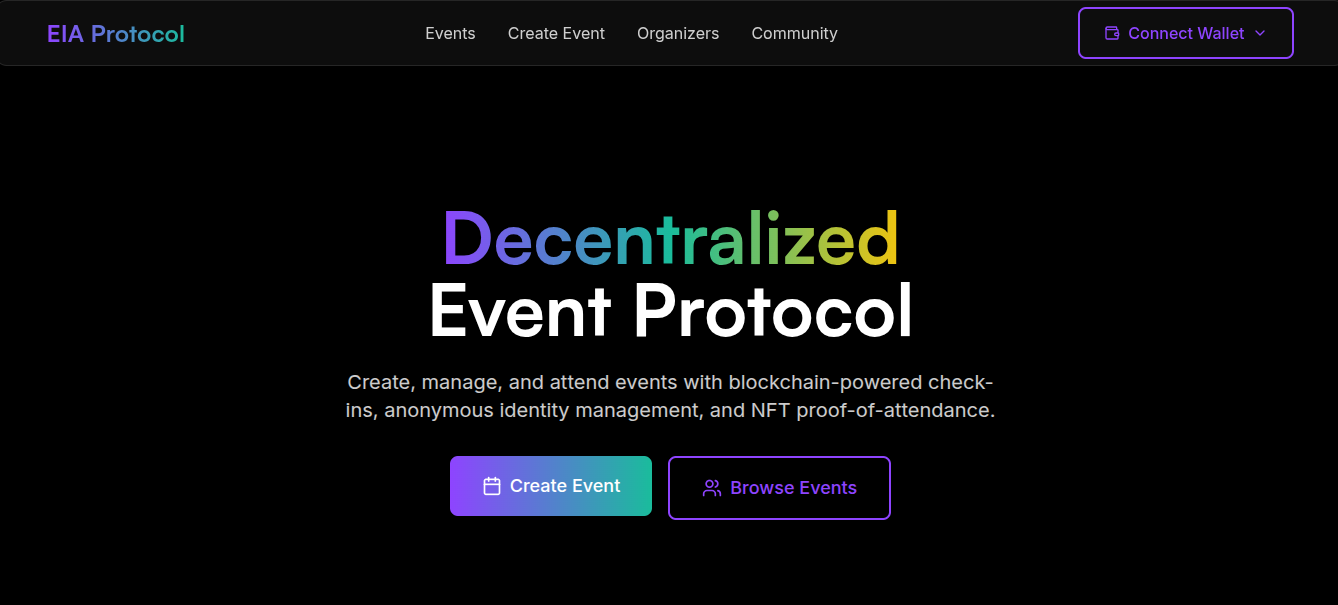 EIA Protocol
Events
Create Event
Organizers
Community
Connect Wallet
Decentralized
Event Protocol
Create, manage, and attend events with blockchain-powered check-
ins, anonymous identity management, and NFT proof-of-attendance.
Create Event
Browse Events